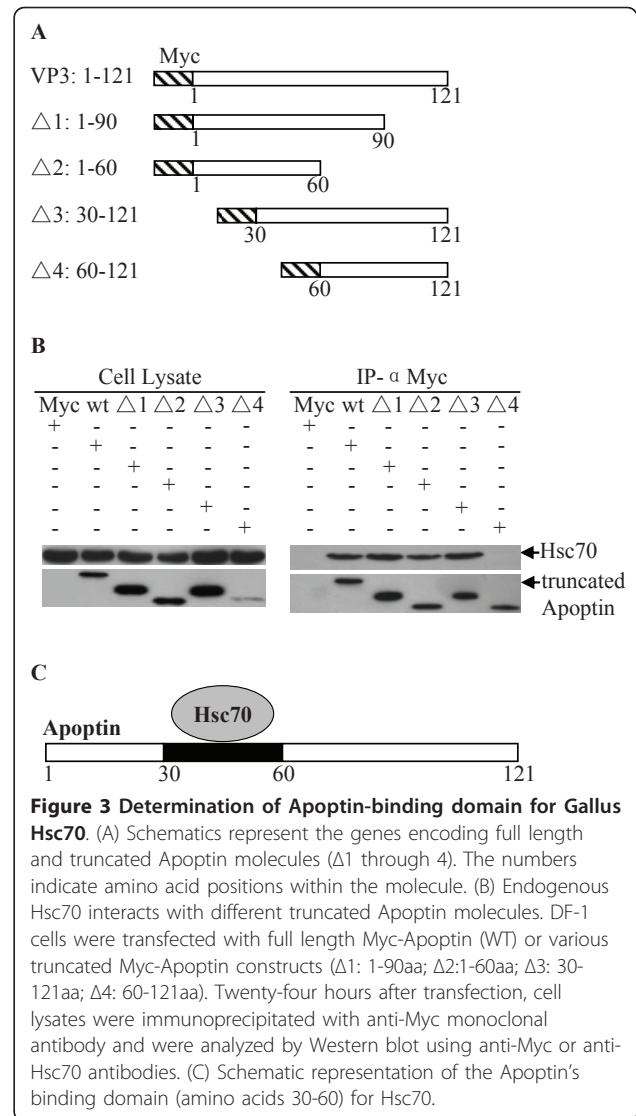 A
Myc
VP3: 1-121
1 121
△1: 1-90
1 90
△2: 1-60
1 60
△3: 30-121
30 121
△4: 60-121
60 121
B
Cell Lysate IP- α Myc
Myc wt △1 △2 △3 △4 Myc wt △1 △2 △3 △4
+ - - - - - + - - - - -
- + - - - - - + - - - -
- - + - - - - - + - - -
- - - + - - - - - + - -
- - - - + - - - - - + -
- - - - - + - - - - - +
Hsc70
truncated
Apoptin
C
Hsc70
Apoptin
1 30 60 121
Figure 3 Determination of Apoptin-binding domain for Gallus
Hsc70. (A) Schematics represent the genes encoding full length
and truncated Apoptin molecules (Δ1 through 4). The numbers
indicate amino acid positions within the molecule. (B) Endogenous
Hsc70 interacts with different truncated Apoptin molecules. DF-1
cells were transfected with full length Myc-Apoptin (WT) or various
truncated Myc-Apoptin constructs (Δ1: 1-90aa; Δ2:1-60aa; Δ3: 30-
121aa; Δ4: 60-121aa). Twenty-four hours after transfection, cell
lysates were immunoprecipitated with anti-Myc monoclonal
antibody and were analyzed by Western blot using anti-Myc or anti-
Hsc70 antibodies. (C) Schematic representation of the Apoptin's
binding domain (amino acids 30-60) for Hsc70.